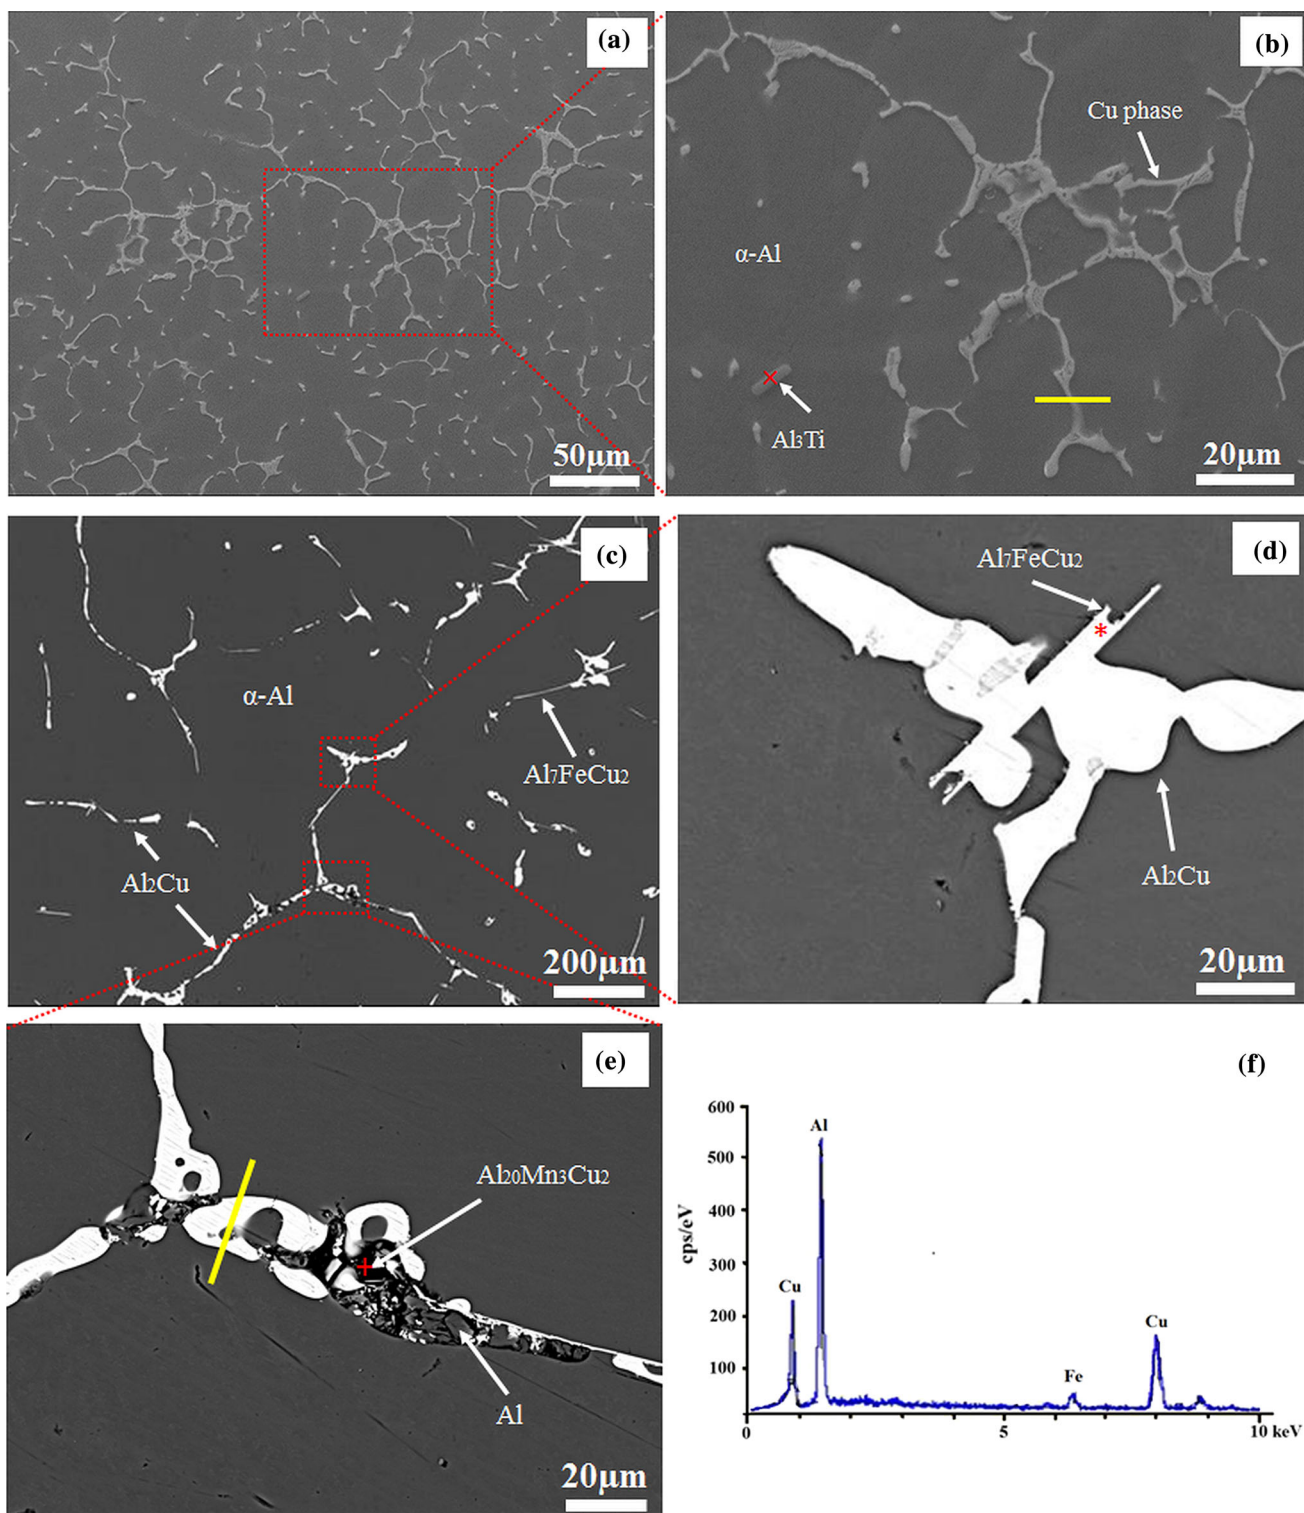 (a)
50μm
(b)
Cu phase
α-Al
Al₃Ti
20μm
(c)
α-Al
Al₇FeCu₂
Al₂Cu
200μm
(d)
Al₇FeCu₂
*
Al₂Cu
20μm
(e)
Al₂₀Mn₃Cu₂
Al
20μm
(f)
600
500
400
300
200
100
cps/eV
Cu
Al
Fe
Cu
0
5
10 keV